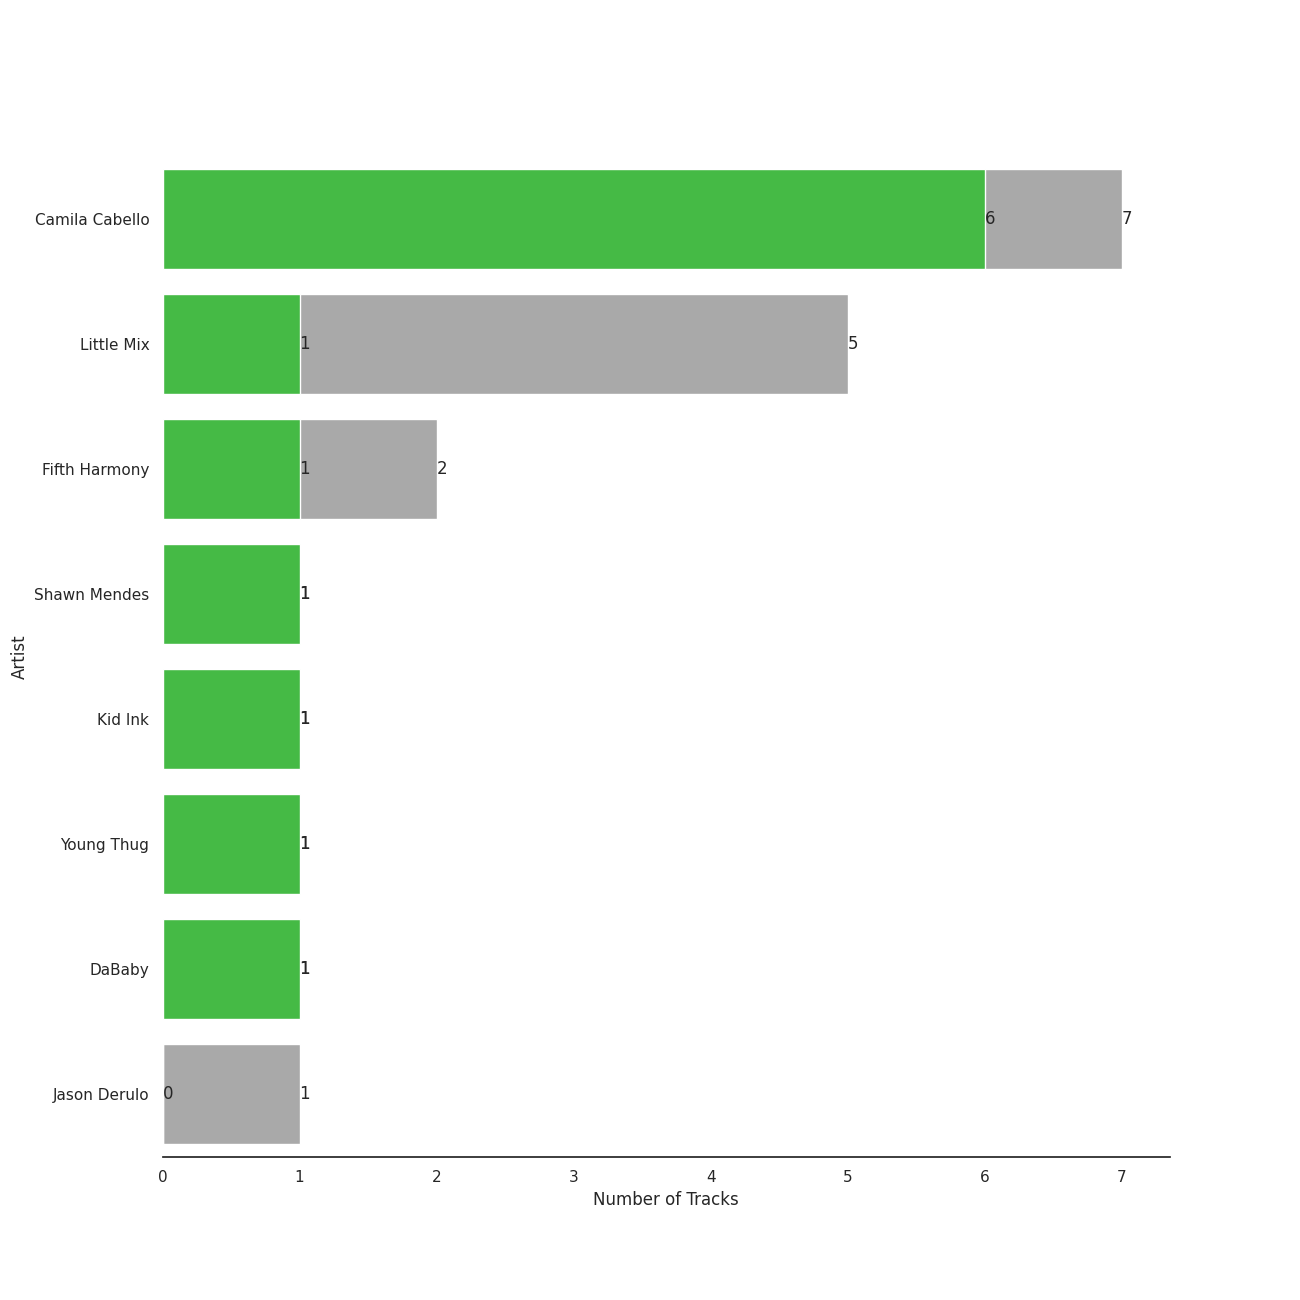 Camila Cabello 6 7
Little Mix 1 5
Fifth Harmony 1 2
Shawn Mendes 1
Kid Ink 1
Young Thug 1
DaBaby 1
Jason Derulo 0 1
Artist
0 1 2 3 4 5 6 7
Number of Tracks